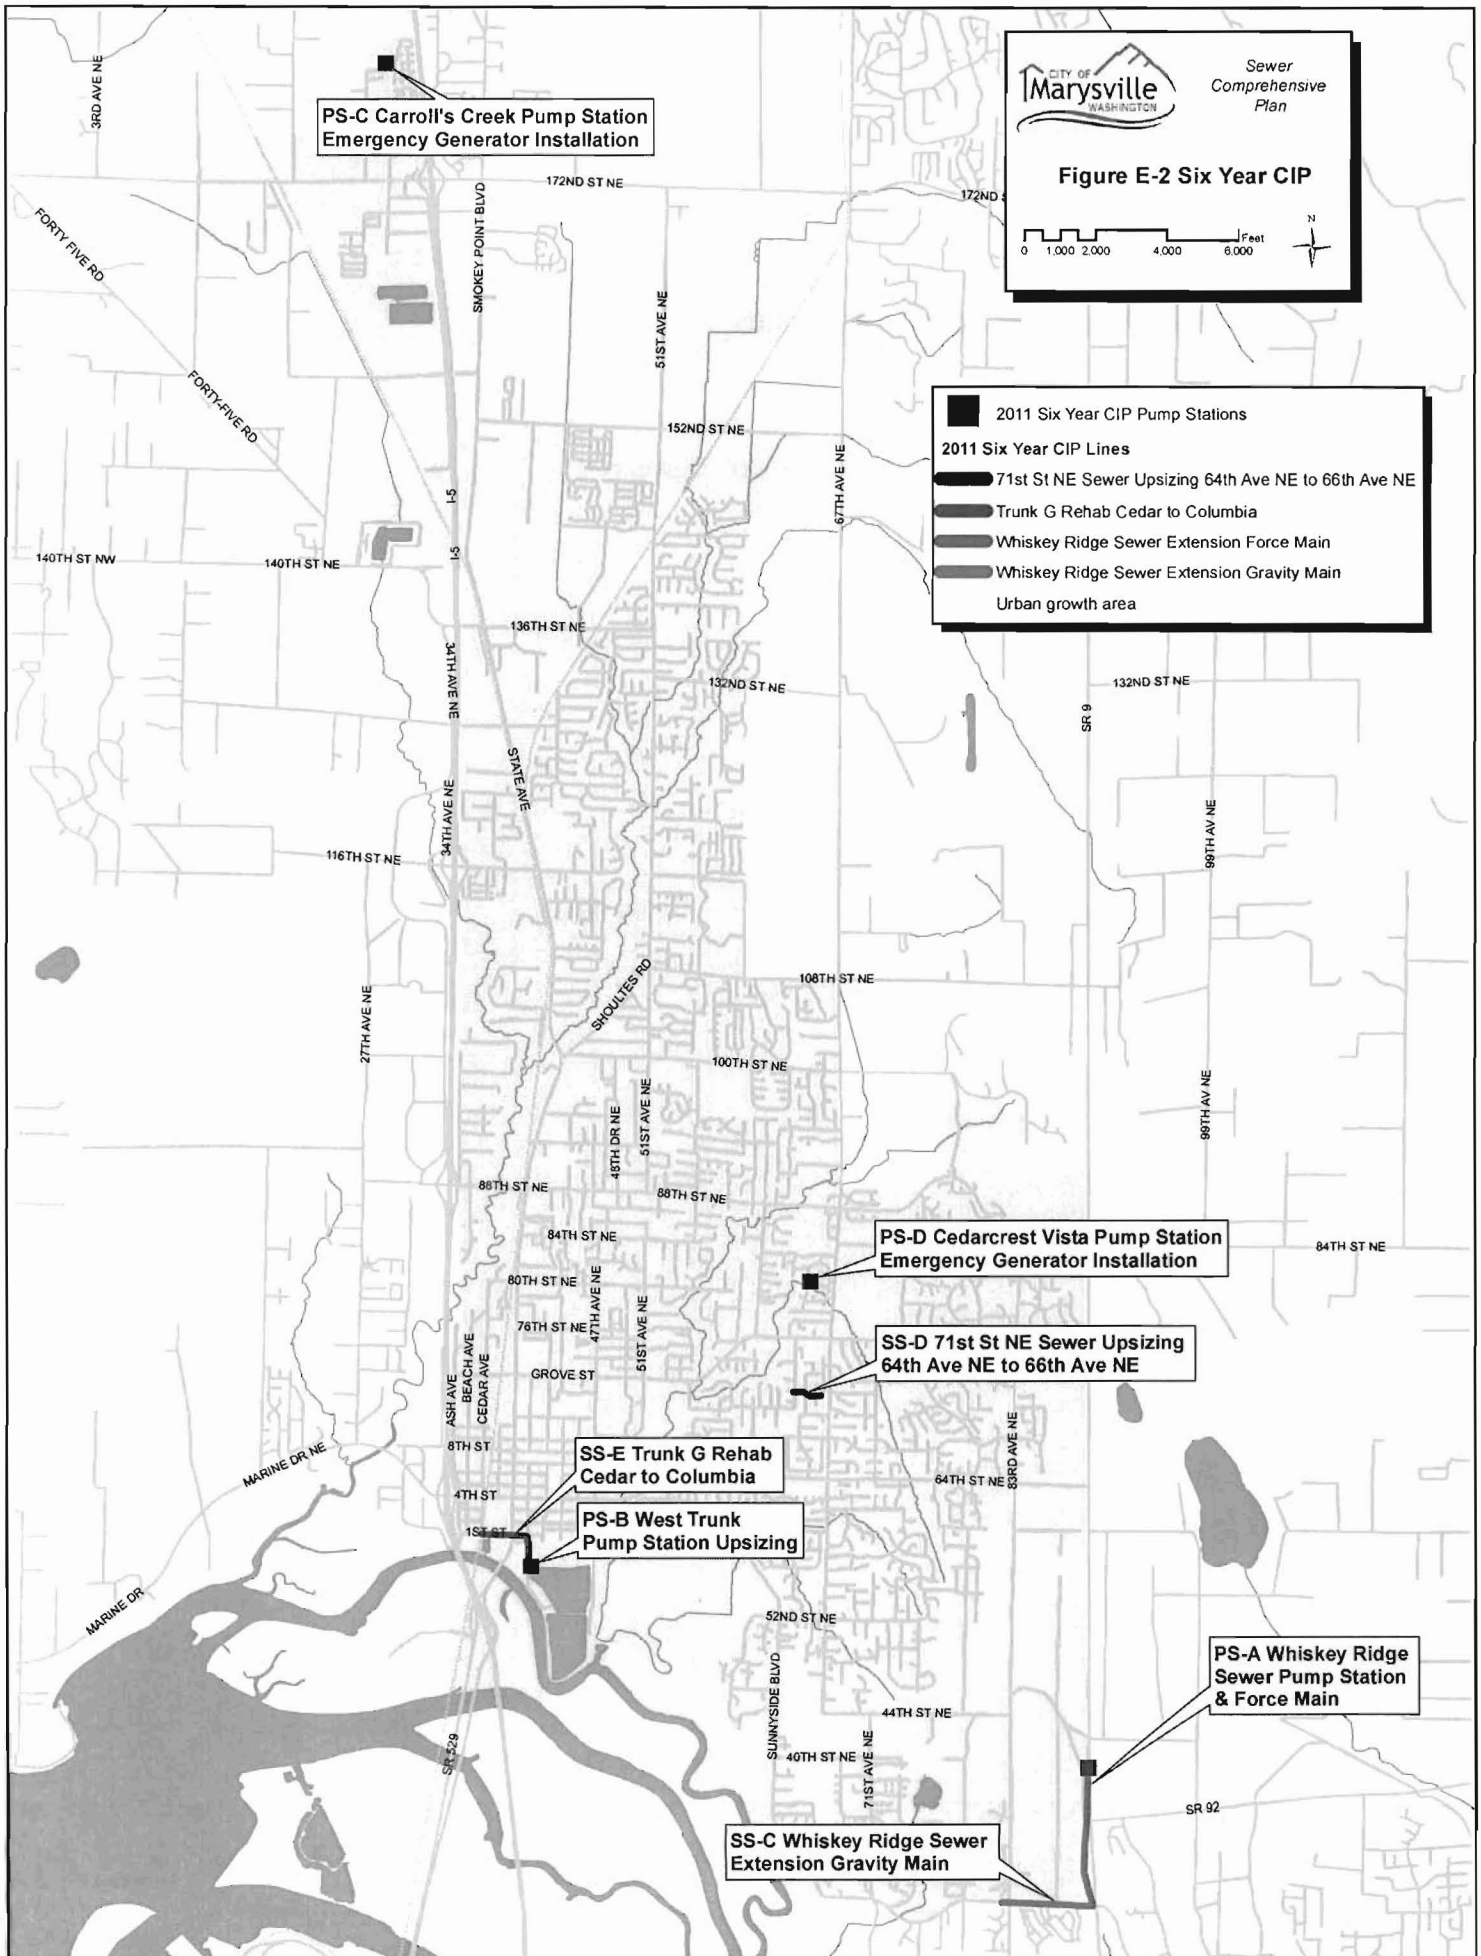 3RD AVE NE
PS-C Carroll's Creek Pump Station
Emergency Generator Installation
CITY OF
Marysville
WASHINGTON
Sewer
Comprehensive
Plan
Figure E-2 Six Year CIP
N
0 1,000 2,000 4,000 6,000 Feet
172ND ST NE
172ND S
FORTY FIVE RD
SMOKEY POINT BLVD
51ST AVE NE
FORTY-FIVE RD
152ND ST NE
67TH AVE NE
2011 Six Year CIP Pump Stations
2011 Six Year CIP Lines
71st St NE Sewer Upsizing 64th Ave NE to 66th Ave NE
Trunk G Rehab Cedar to Columbia
Whiskey Ridge Sewer Extension Force Main
Whiskey Ridge Sewer Extension Gravity Main
Urban growth area
I-5
I-5
140TH ST NW
140TH ST NE
136TH ST NE
34TH AVE NE
132ND ST NE
132ND ST NE
SR 9
STATE AVE
34TH AVE NE
99TH AV NE
116TH ST NE
SHOULTES RD
108TH ST NE
27TH AVE NE
100TH ST NE
48TH DR NE
51ST AVE NE
99TH AV NE
88TH ST NE
88TH ST NE
84TH ST NE
PS-D Cedarcrest Vista Pump Station
Emergency Generator Installation
84TH ST NE
80TH ST NE
47TH AVE NE
76TH ST NE
51ST AVE NE
SS-D 71st St NE Sewer Upsizing
64th Ave NE to 66th Ave NE
GROVE ST
ASH AVE
BEACH AVE
CEDAR AVE
8TH ST
MARINE DR NE
SS-E Trunk G Rehab
Cedar to Columbia
64TH ST NE
83RD AVE NE
4TH ST
1ST ST
PS-B West Trunk
Pump Station Upsizing
MARINE DR
52ND ST NE
SUNNYSIDE BLVD
PS-A Whiskey Ridge
Sewer Pump Station
& Force Main
44TH ST NE
SR 529
40TH ST NE
71ST AVE NE
SR 92
SS-C Whiskey Ridge Sewer
Extension Gravity Main